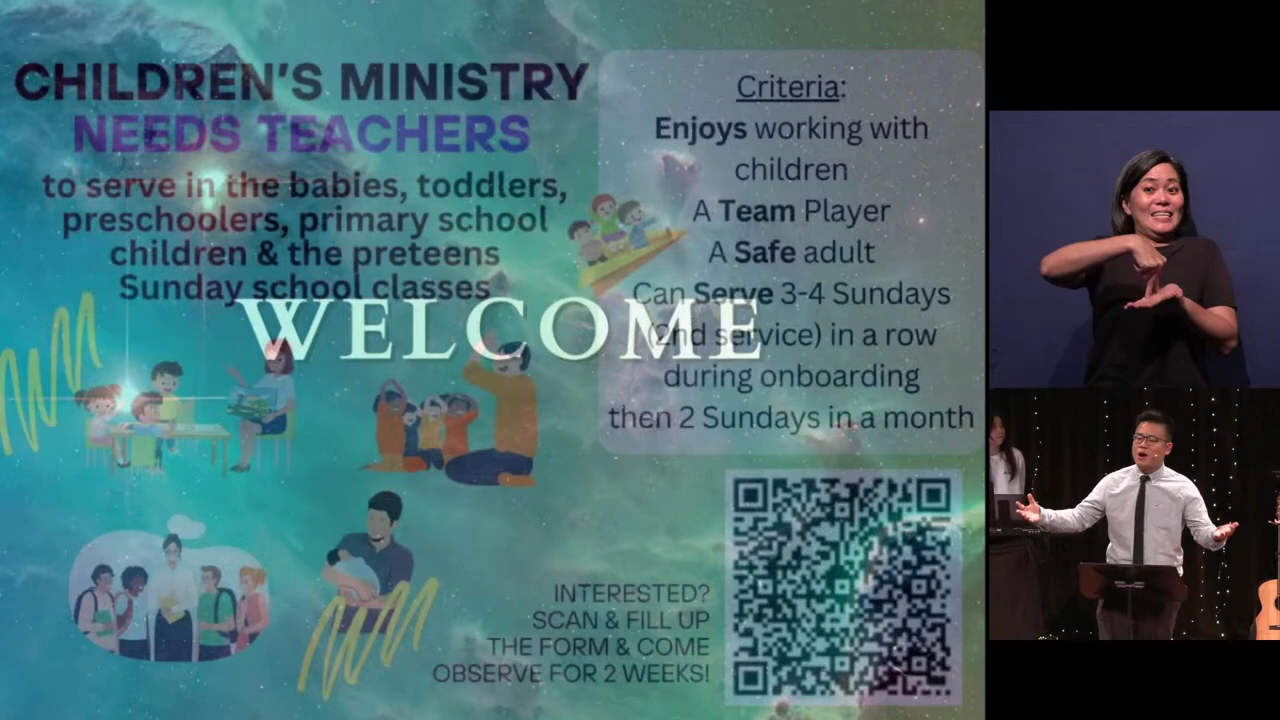 CHILDREN'S MINISTRY
NEEDS TEACHERS
to serve in the babies, toddlers,
preschoolers, primary school
children & the preteens
Sunday school classes
WELCOME
Criteria:
Enjoys working with
children
A Team Player
A Safe adult
Can Serve 3-4 Sundays
(2nd service) in a row
during onboarding
then 2 Sundays in a month
INTERESTED?
SCAN & FILL UP
THE FORM & COME
OBSERVE FOR 2 WEEKS!